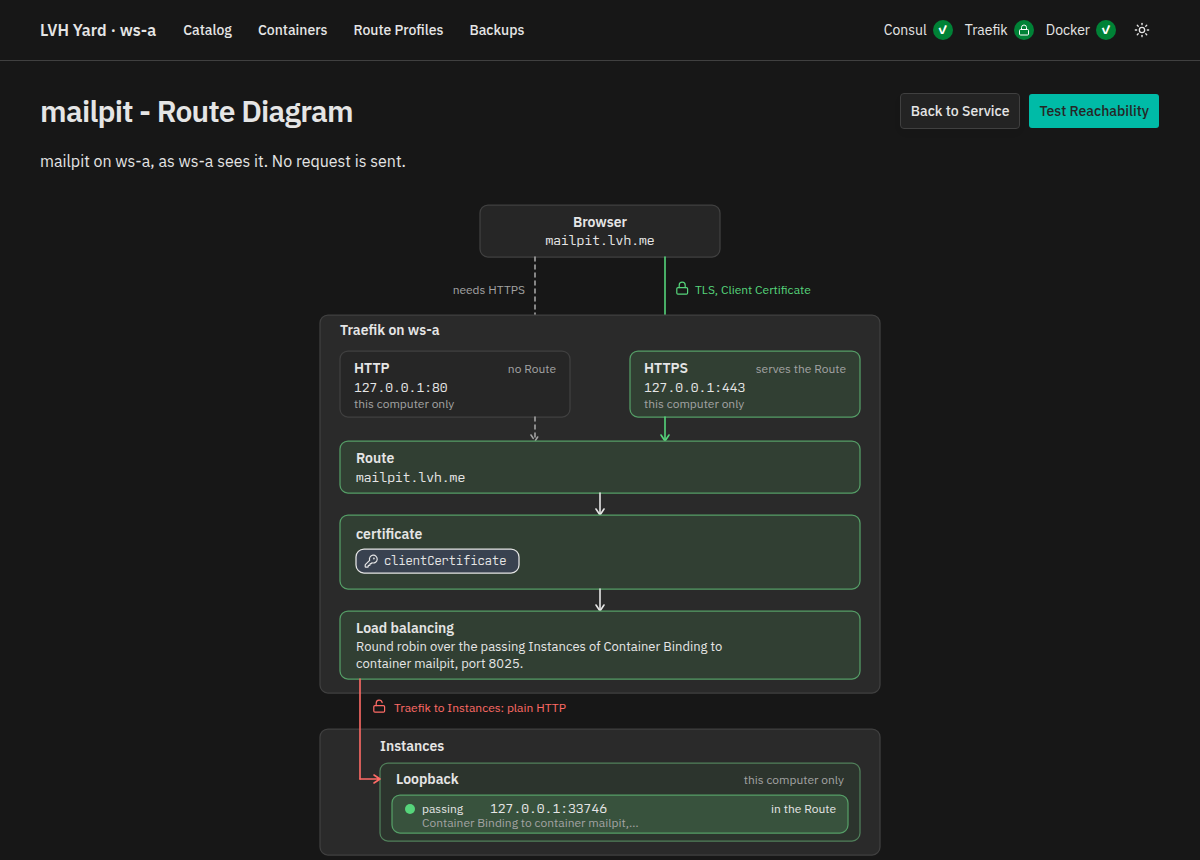 LVH Yard · ws-a Catalog Containers Route Profiles Backups Consul Traefik Docker
mailpit - Route Diagram
Back to Service Test Reachability
mailpit on ws-a, as ws-a sees it. No request is sent.
Browser
mailpit.lvh.me
needs HTTPS TLS, Client Certificate
Traefik on ws-a
HTTP no Route HTTPS serves the Route
127.0.0.1:80 127.0.0.1:443
this computer only this computer only
Route
mailpit.lvh.me
certificate
clientCertificate
Load balancing
Round robin over the passing Instances of Container Binding to
container mailpit, port 8025.
Traefik to Instances: plain HTTP
Instances
Loopback this computer only
passing 127.0.0.1:33746 in the Route
Container Binding to container mailpit,...